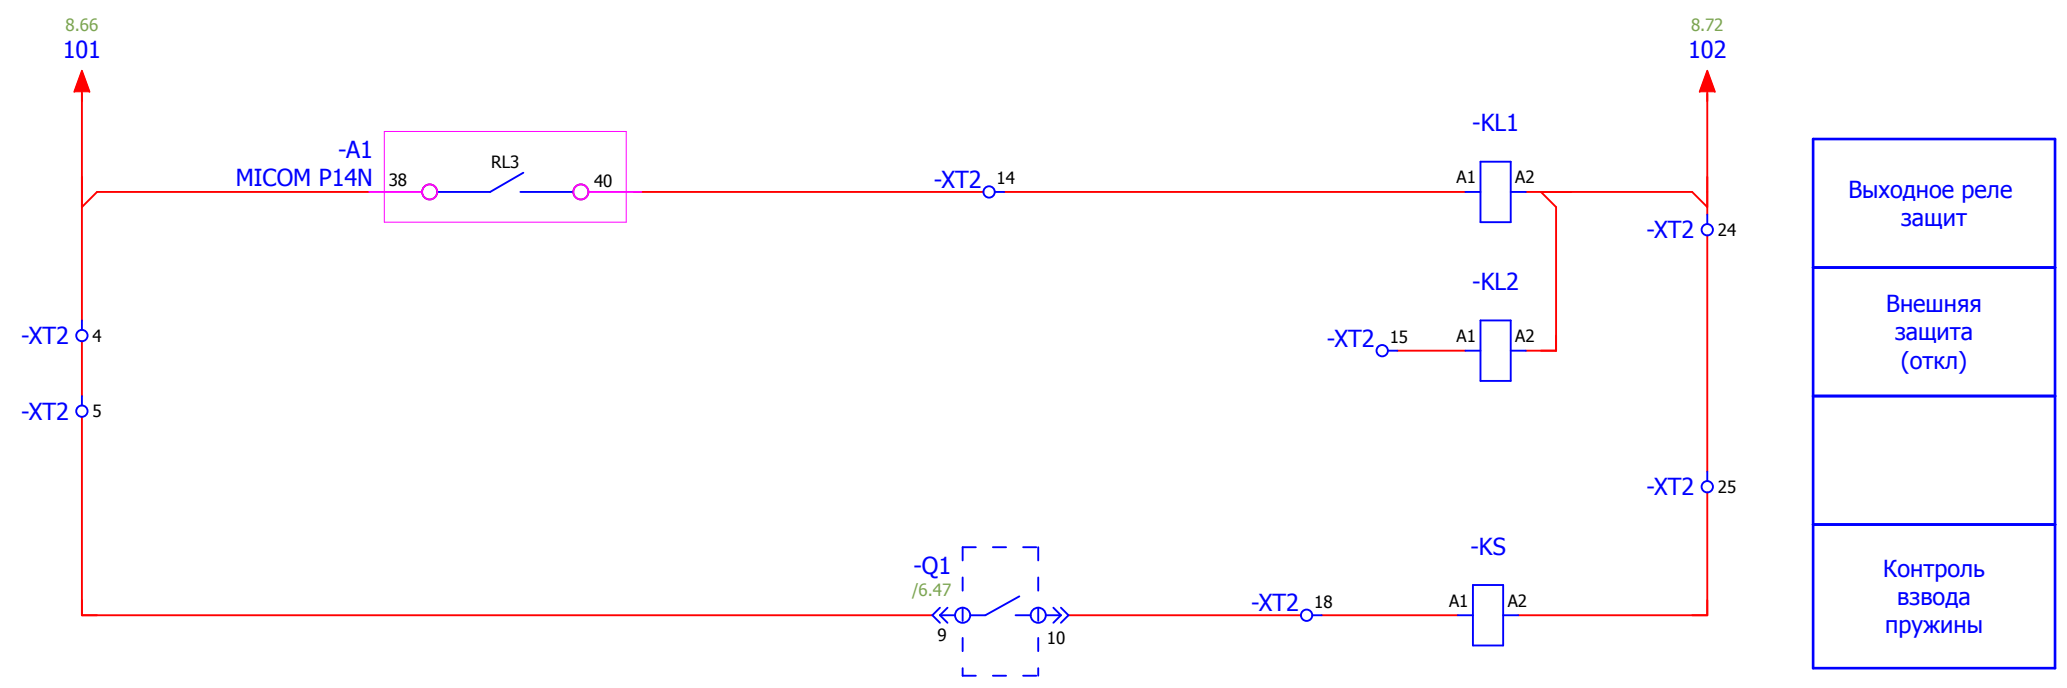 8.66
101
8.72
102
-KL1
-A1
MICOM P14N
38
RL3
40
-XT2
14
A1
A2
Выходное реле
защит
-XT2
24
-KL2
-XT2
4
-XT2
15
A1
A2
Внешняя
защита
(откл)
-XT2
5
-XT2
25
-Q1
/6.47
9
10
-XT2
18
-KS
A1
A2
Контроль
взвода
пружины